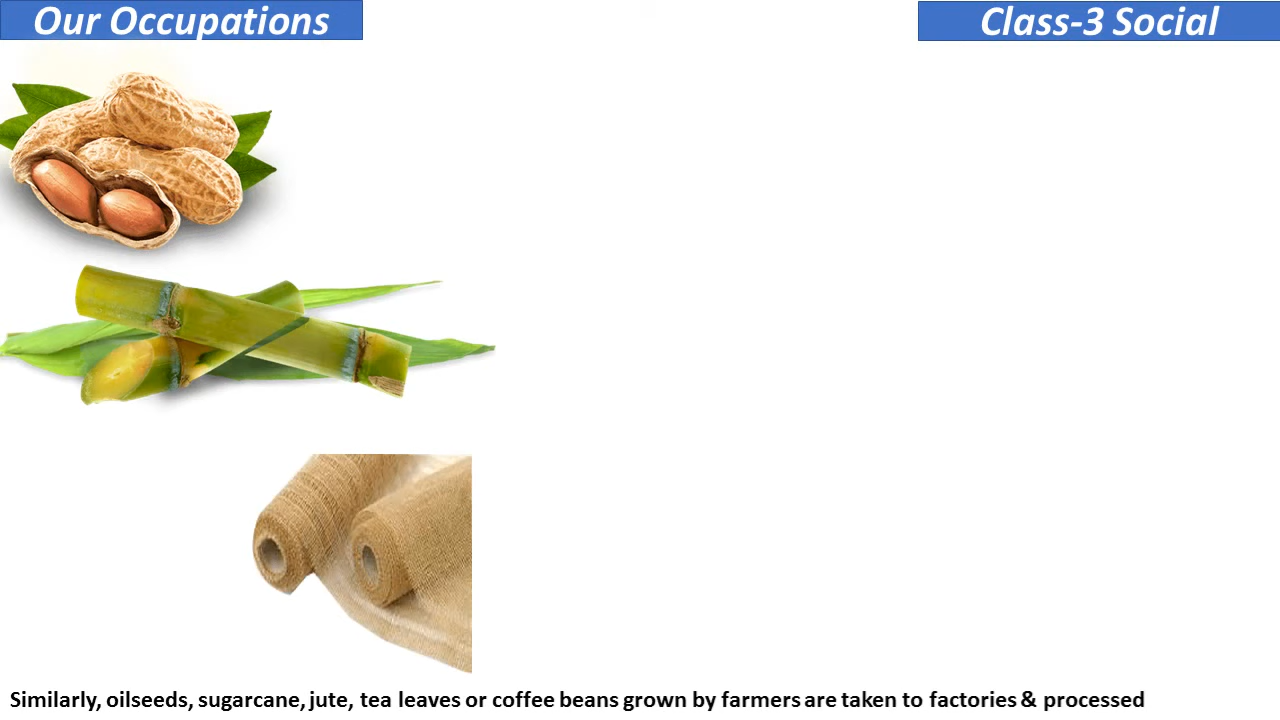 Our Occupations
Class-3 Social
Similarly, oilseeds, sugarcane, jute, tea leaves or coffee beans grown by farmers are taken to factories & processed